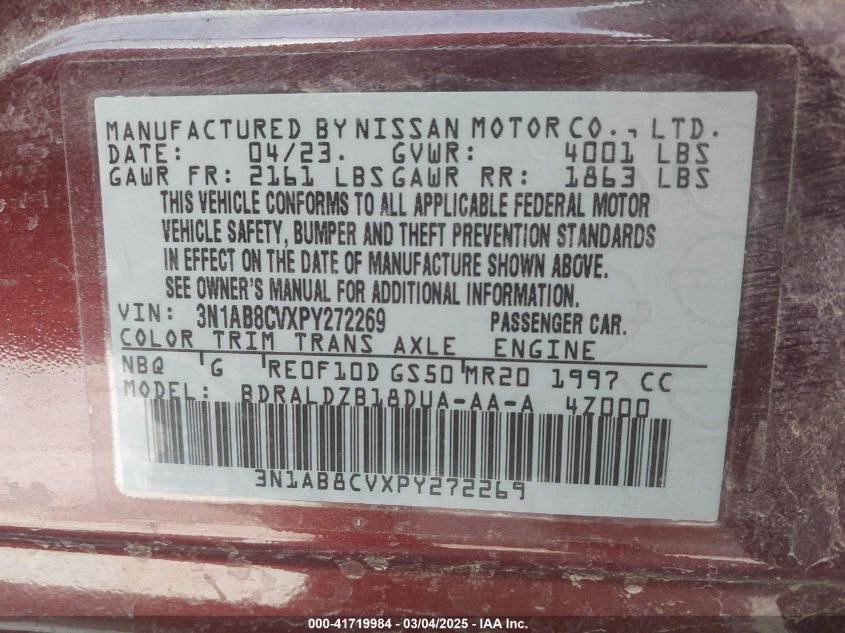 MANUFACTURED BY NISSAN MOTOR CO., LTD.
DATE: 04/23. GVWR: 4001 LBS
GAWR FR: 2161 LBS GAWR RR: 1863 LBS
THIS VEHICLE CONFORMS TO ALL APPLICABLE FEDERAL MOTOR
VEHICLE SAFETY, BUMPER AND THEFT PREVENTION STANDARDS
IN EFFECT ON THE DATE OF MANUFACTURE SHOWN ABOVE.
SEE OWNER'S MANUAL FOR ADDITIONAL INFORMATION.
VIN: 3N1AB8CVXPY272269 PASSENGER CAR.
COLOR TRIM TRANS AXLE ENGINE
NBQ G RE0F10D GS50 MR20 1997 CC
MODEL: BDRALDZB18DUA-AA-A 4Z000
3N1AB8CVXPY272269
000-41719984 - 03/04/2025 - IAA Inc.